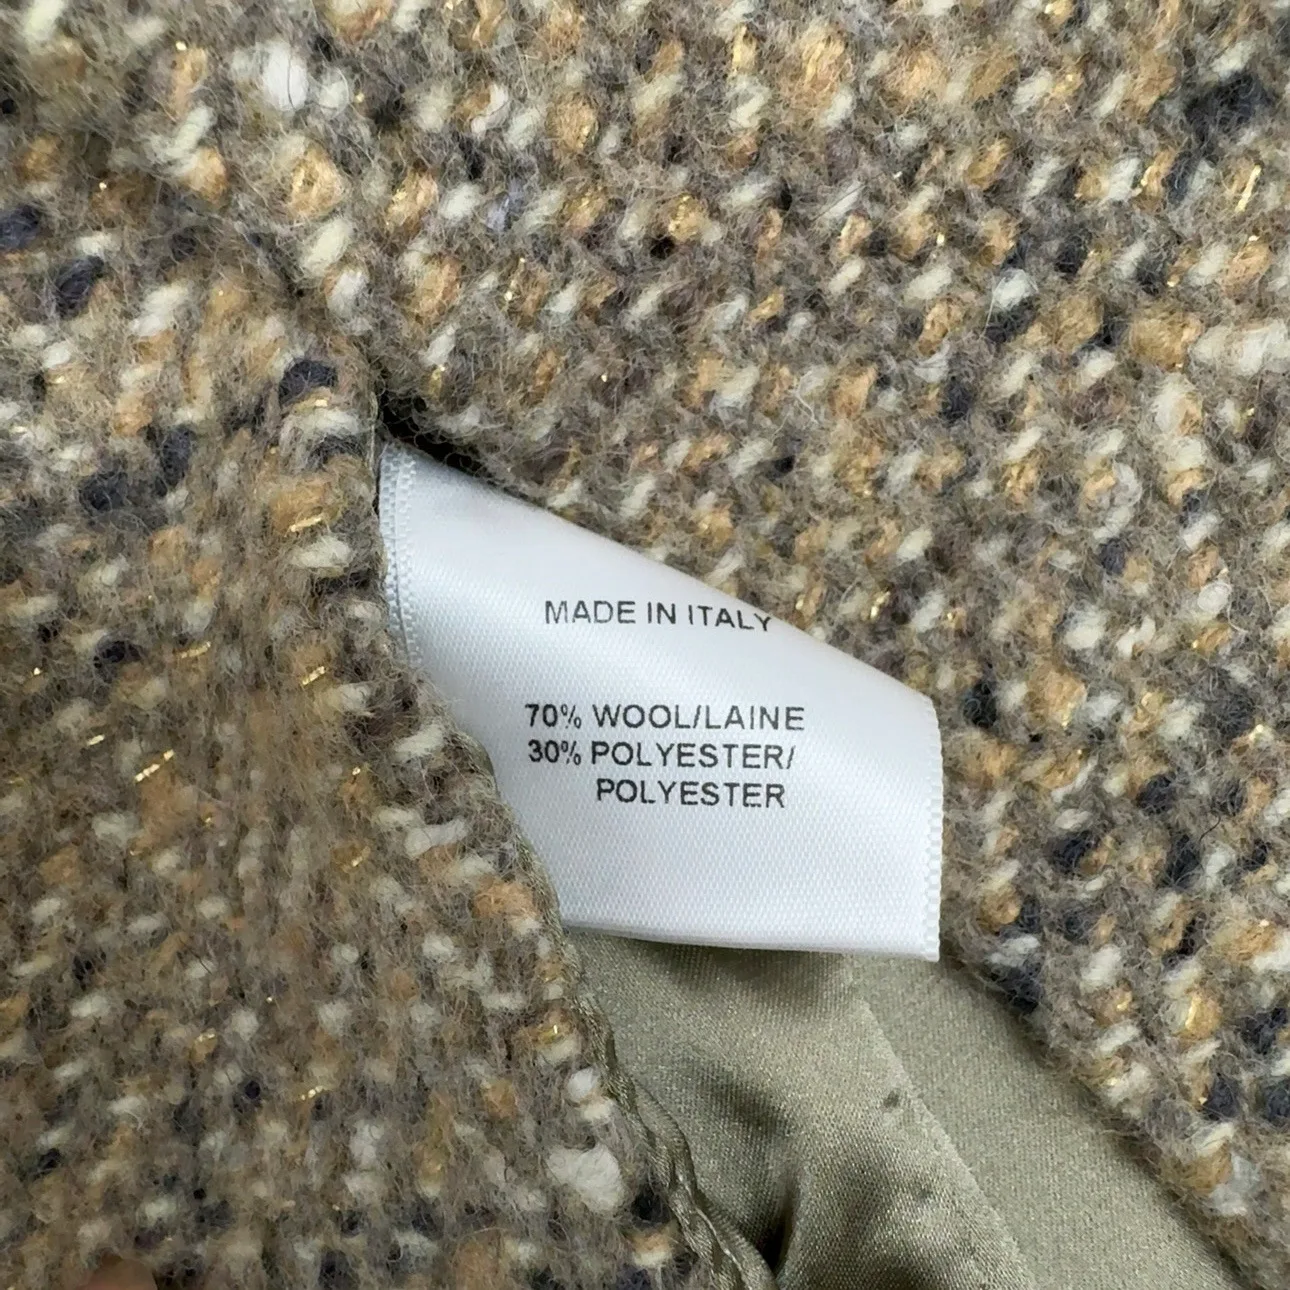 MADE IN ITALY
70% WOOL/LAINE
30% POLYESTER/
POLYESTER